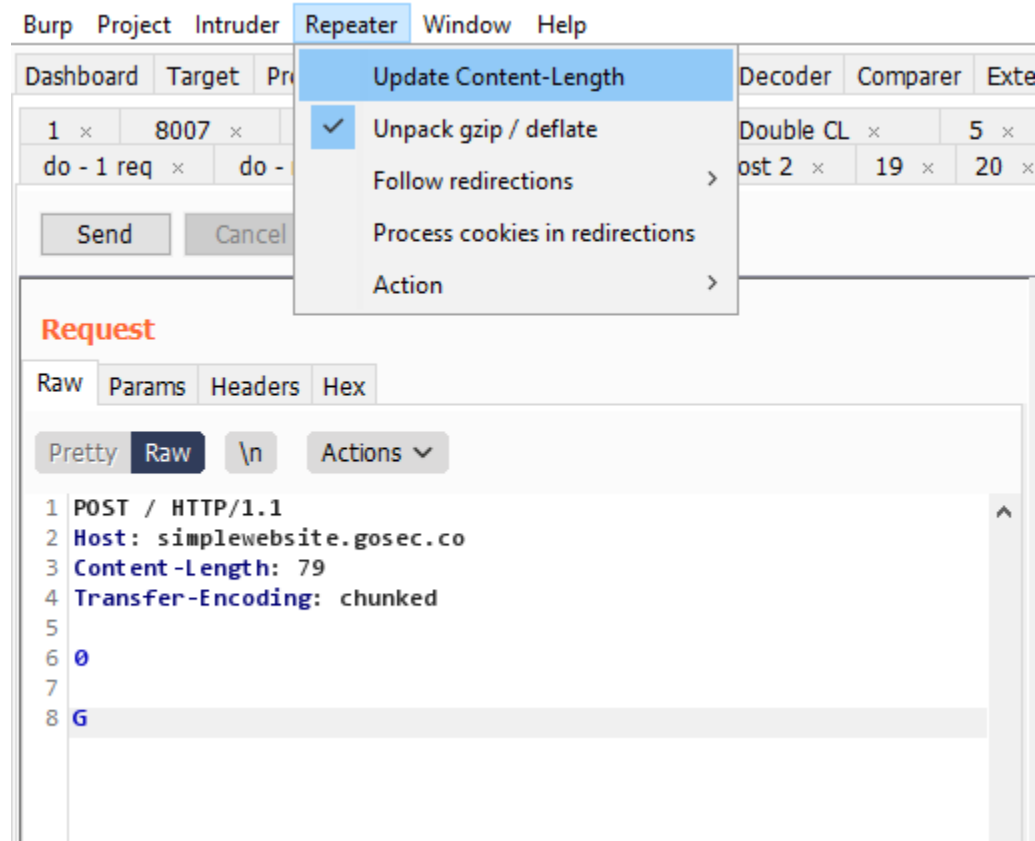 Burp Project Intruder Repeater Window Help
Dashboard Target Pr Decoder Comparer Exte
Update Content-Length
Unpack gzip / deflate
Follow redirections >
Process cookies in redirections
Action >
1 × 8007 × Double CL × 5 ×
do - 1 req × do - ost 2 × 19 × 20 ×
Send Cancel
Request
Raw Params Headers Hex
Pretty Raw \n Actions
1 POST / HTTP/1.1
2 Host: simplewebsite.gosec.co
3 Content-Length: 79
4 Transfer-Encoding: chunked
5
6 0
7
8 G